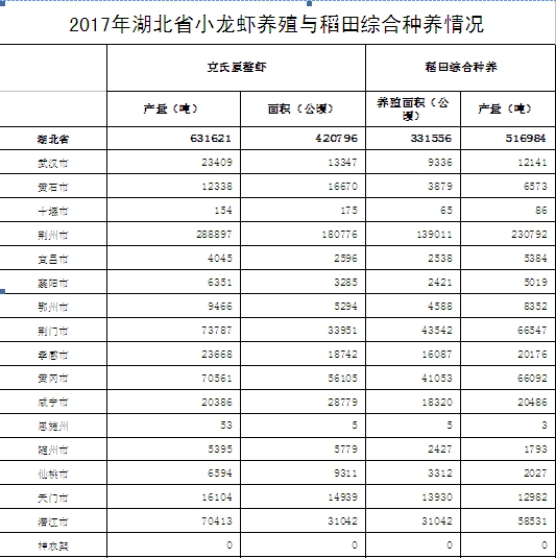 2017年湖北省小龙虾养殖与稻田综合种养情况
克氏原螯虾 稻田综合种养
产量（吨） 面积（公顷） 养殖面积（公顷） 产量（吨）
湖北省 631621 420796 331556 516984
武汉市 23409 13347 9336 12141
黄石市 12338 16670 3879 6573
十堰市 154 175 65 86
荆州市 288897 180776 139011 230792
宜昌市 4045 2596 2538 5384
襄阳市 6351 3285 2421 5019
鄂州市 9466 5294 4588 8352
荆门市 73787 33951 43542 66547
孝感市 23668 18742 16087 20176
黄冈市 70561 56105 41053 66092
咸宁市 20386 28779 18320 20486
恩施州 53 5 5 3
随州市 5395 5779 2427 1793
仙桃市 6594 9311 3312 2027
天门市 16104 14939 13930 12982
潜江市 70413 31042 31042 58531
神农架 0 0 0 0